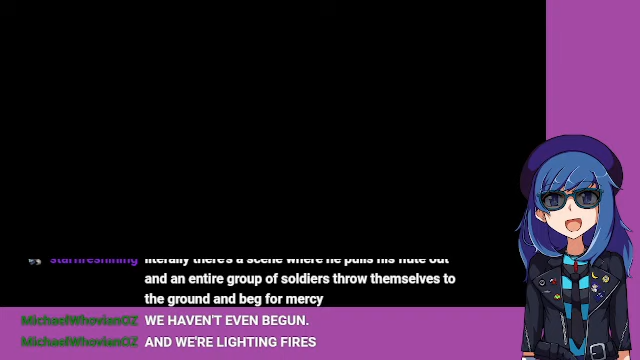 starfireshining literally there's a scene where he pulls his flute out
and an entire group of soldiers throw themselves to
the ground and beg for mercy
MichaelWhovianOZ WE HAVEN'T EVEN BEGUN.
MichaelWhovianOZ AND WE'RE LIGHTING FIRES